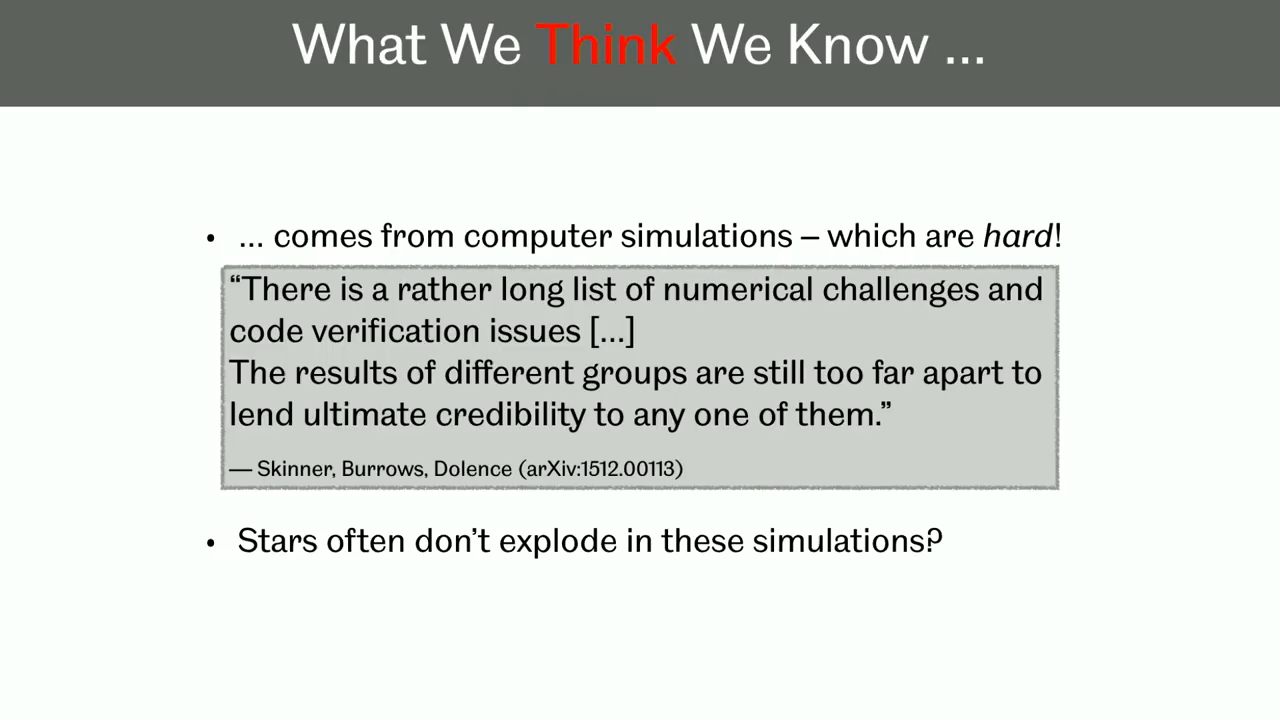 What We Think We Know ...
• ... comes from computer simulations – which are hard!
“There is a rather long list of numerical challenges and
code verification issues [...]
The results of different groups are still too far apart to
lend ultimate credibility to any one of them.”
— Skinner, Burrows, Dolence (arXiv:1512.00113)
• Stars often don’t explode in these simulations?